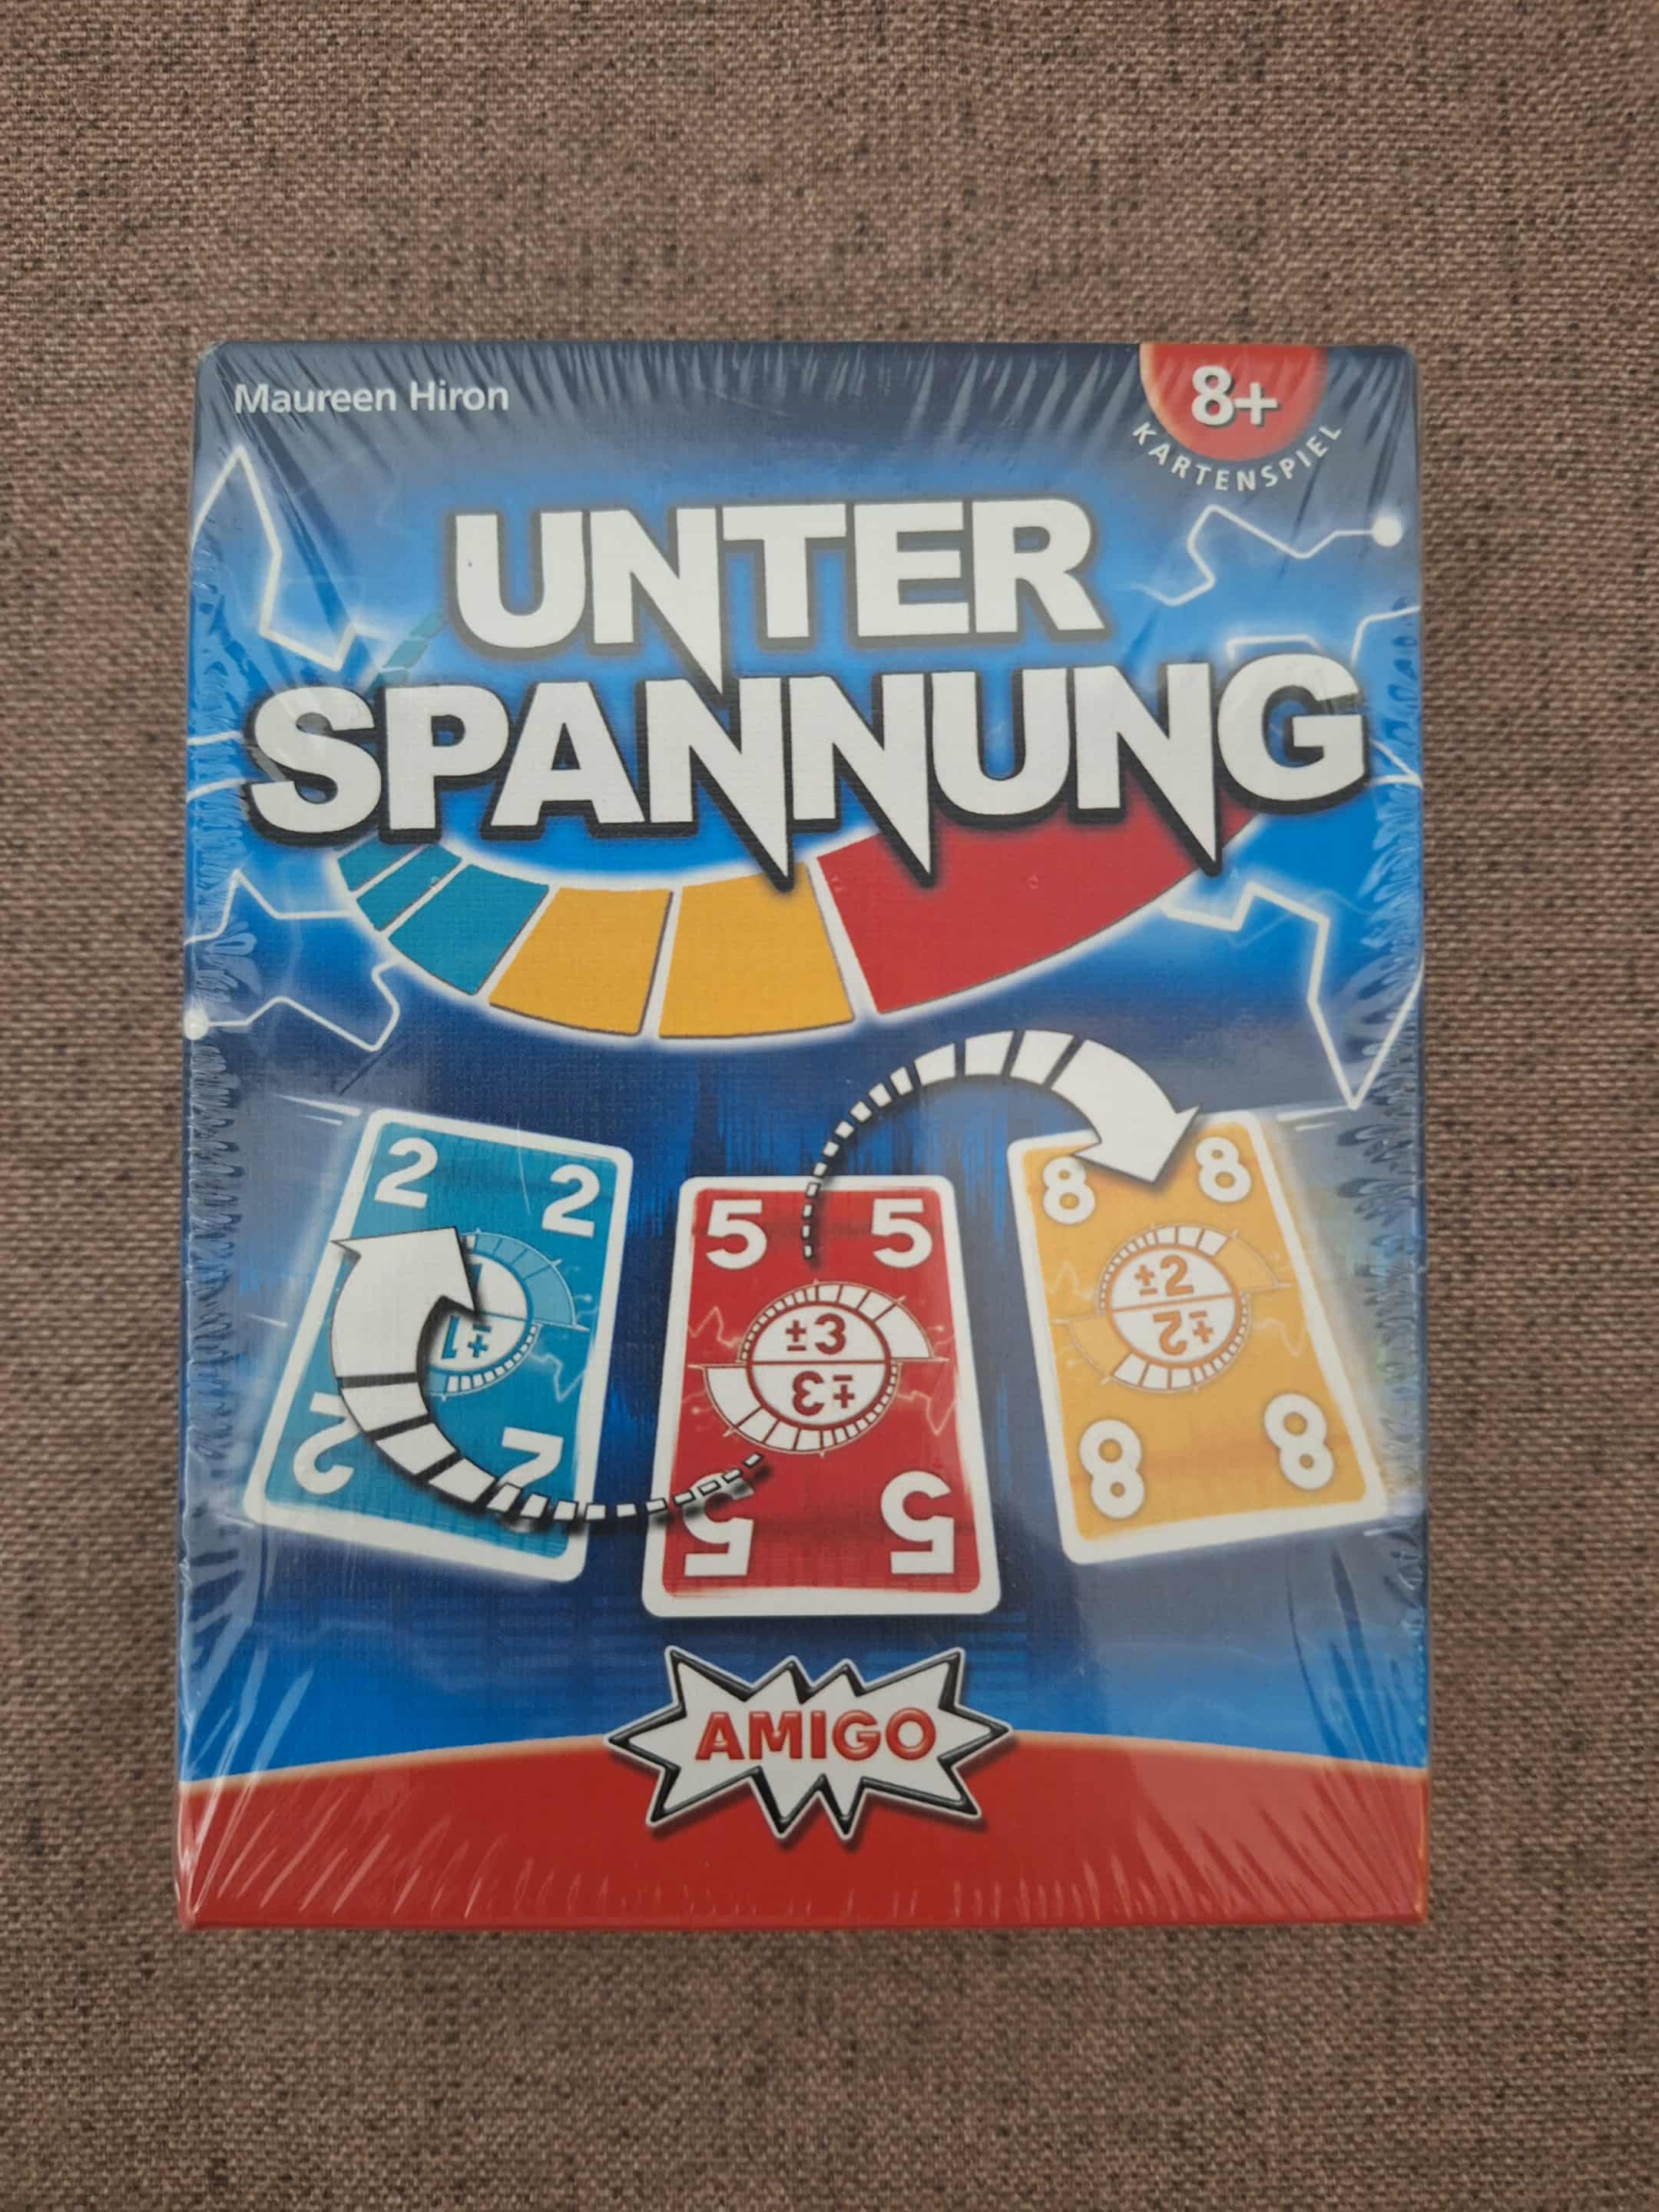 Maureen Hiron
8+
KARTENSPIEL
UNTER
SPANNUNG
2 2
±1
2 2
5 5
±3
±3
5 5
8 8
±2
±2
8 8
AMIGO